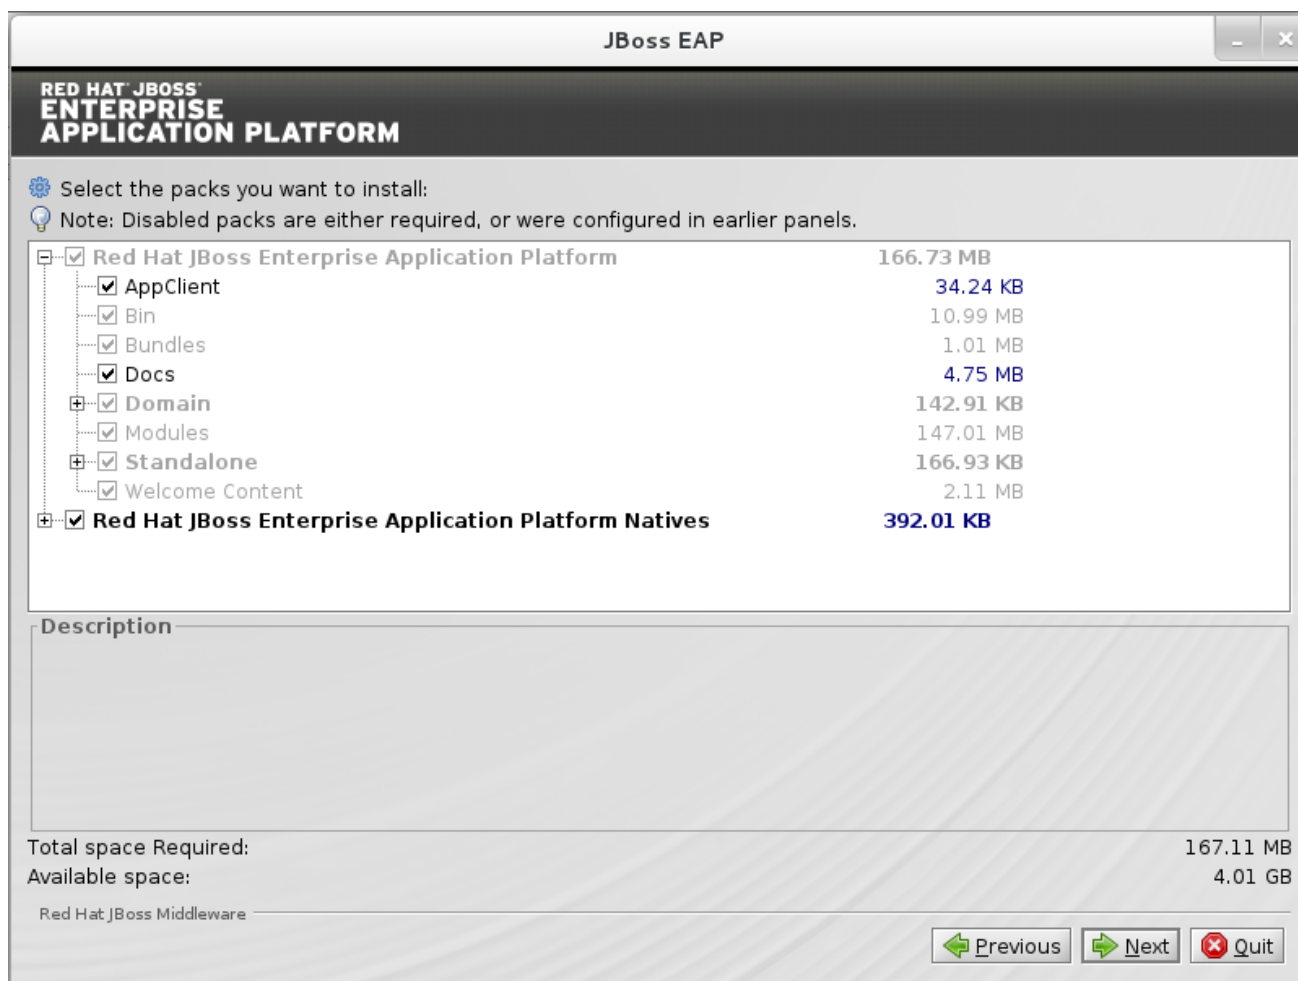 JBoss EAP
RED HAT JBOSS
ENTERPRISE
APPLICATION PLATFORM
Select the packs you want to install:
Note: Disabled packs are either required, or were configured in earlier panels.
Red Hat JBoss Enterprise Application Platform 166.73 MB
AppClient 34.24 KB
Bin 10.99 MB
Bundles 1.01 MB
Docs 4.75 MB
Domain 142.91 KB
Modules 147.01 MB
Standalone 166.93 KB
Welcome Content 2.11 MB
Red Hat JBoss Enterprise Application Platform Natives 392.01 KB
Description
Total space Required: 167.11 MB
Available space: 4.01 GB
Red Hat JBoss Middleware
Previous Next Quit